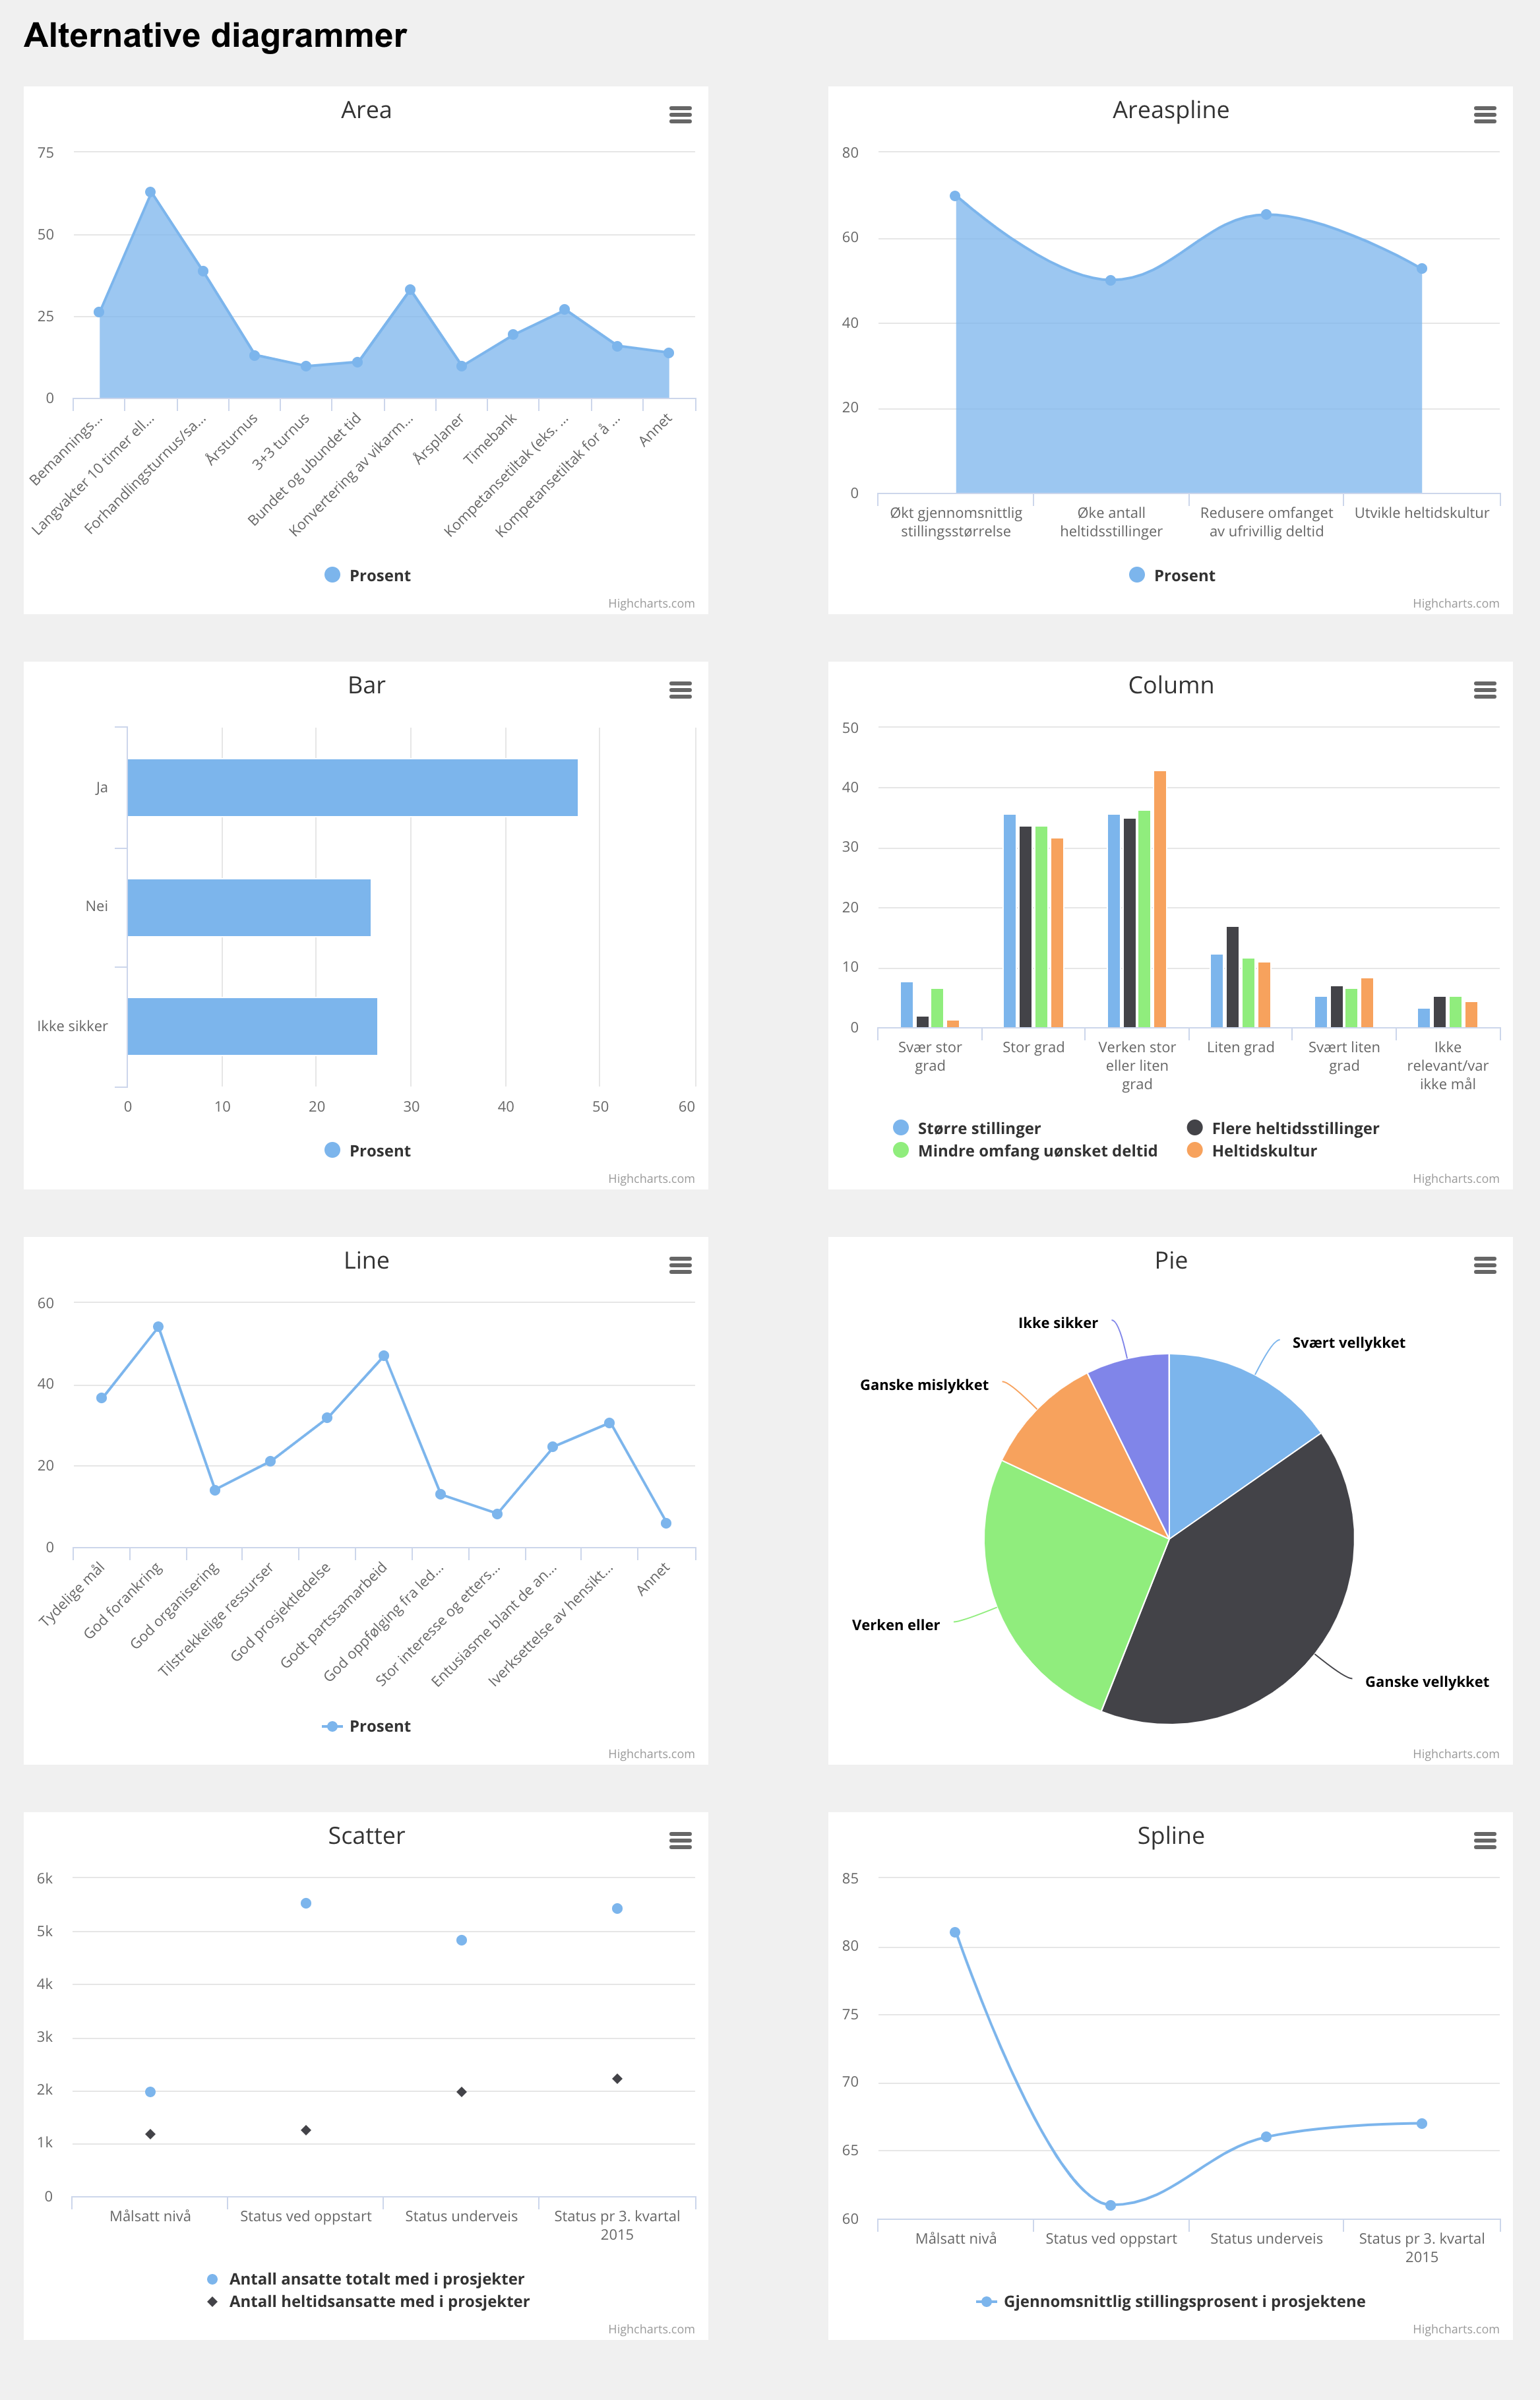 Alternative diagrammer
Area
75
50
25
0
Bemannings...
Langvakter 10 timer ell...
Forhandlingsturnus/sa...
Årsturnus
3+3 turnus
Bundet og ubundet tid
Konvertering av vikarm...
Årsplaner
Timebank
Kompetansetiltak (eks. ...
Kompetansetiltak for å ...
Annet
Prosent
Highcharts.com
Areaspline
80
60
40
20
0
Økt gjennomsnittlig
stillingsstørrelse
Øke antall
heltidsstillinger
Redusere omfanget
av ufrivillig deltid
Utvikle heltidskultur
Prosent
Highcharts.com
Bar
Ja
Nei
Ikke sikker
0 10 20 30 40 50 60
Prosent
Highcharts.com
Column
50
40
30
20
10
0
Svær stor
grad
Stor grad
Verken stor
eller liten
grad
Liten grad
Svært liten
grad
Ikke
relevant/var
ikke mål
Større stillinger
Flere heltidsstillinger
Mindre omfang uønsket deltid
Heltidskultur
Highcharts.com
Line
60
40
20
0
Tydelige mål
God forankring
God organisering
Tilstrekkelige ressurser
God prosjektledelse
Godt partssamarbeid
God oppfølging fra led...
Stor interesse og etters...
Entusiasme blant de an...
Iverksettelse av hensikt...
Annet
Prosent
Highcharts.com
Pie
Ikke sikker
Svært vellykket
Ganske mislykket
Verken eller
Ganske vellykket
Highcharts.com
Scatter
6k
5k
4k
3k
2k
1k
0
Målsatt nivå
Status ved oppstart
Status underveis
Status pr 3. kvartal
2015
Antall ansatte totalt med i prosjekter
Antall heltidsansatte med i prosjekter
Highcharts.com
Spline
85
80
75
70
65
60
Målsatt nivå
Status ved oppstart
Status underveis
Status pr 3. kvartal
2015
Gjennomsnittlig stillingsprosent i prosjektene
Highcharts.com